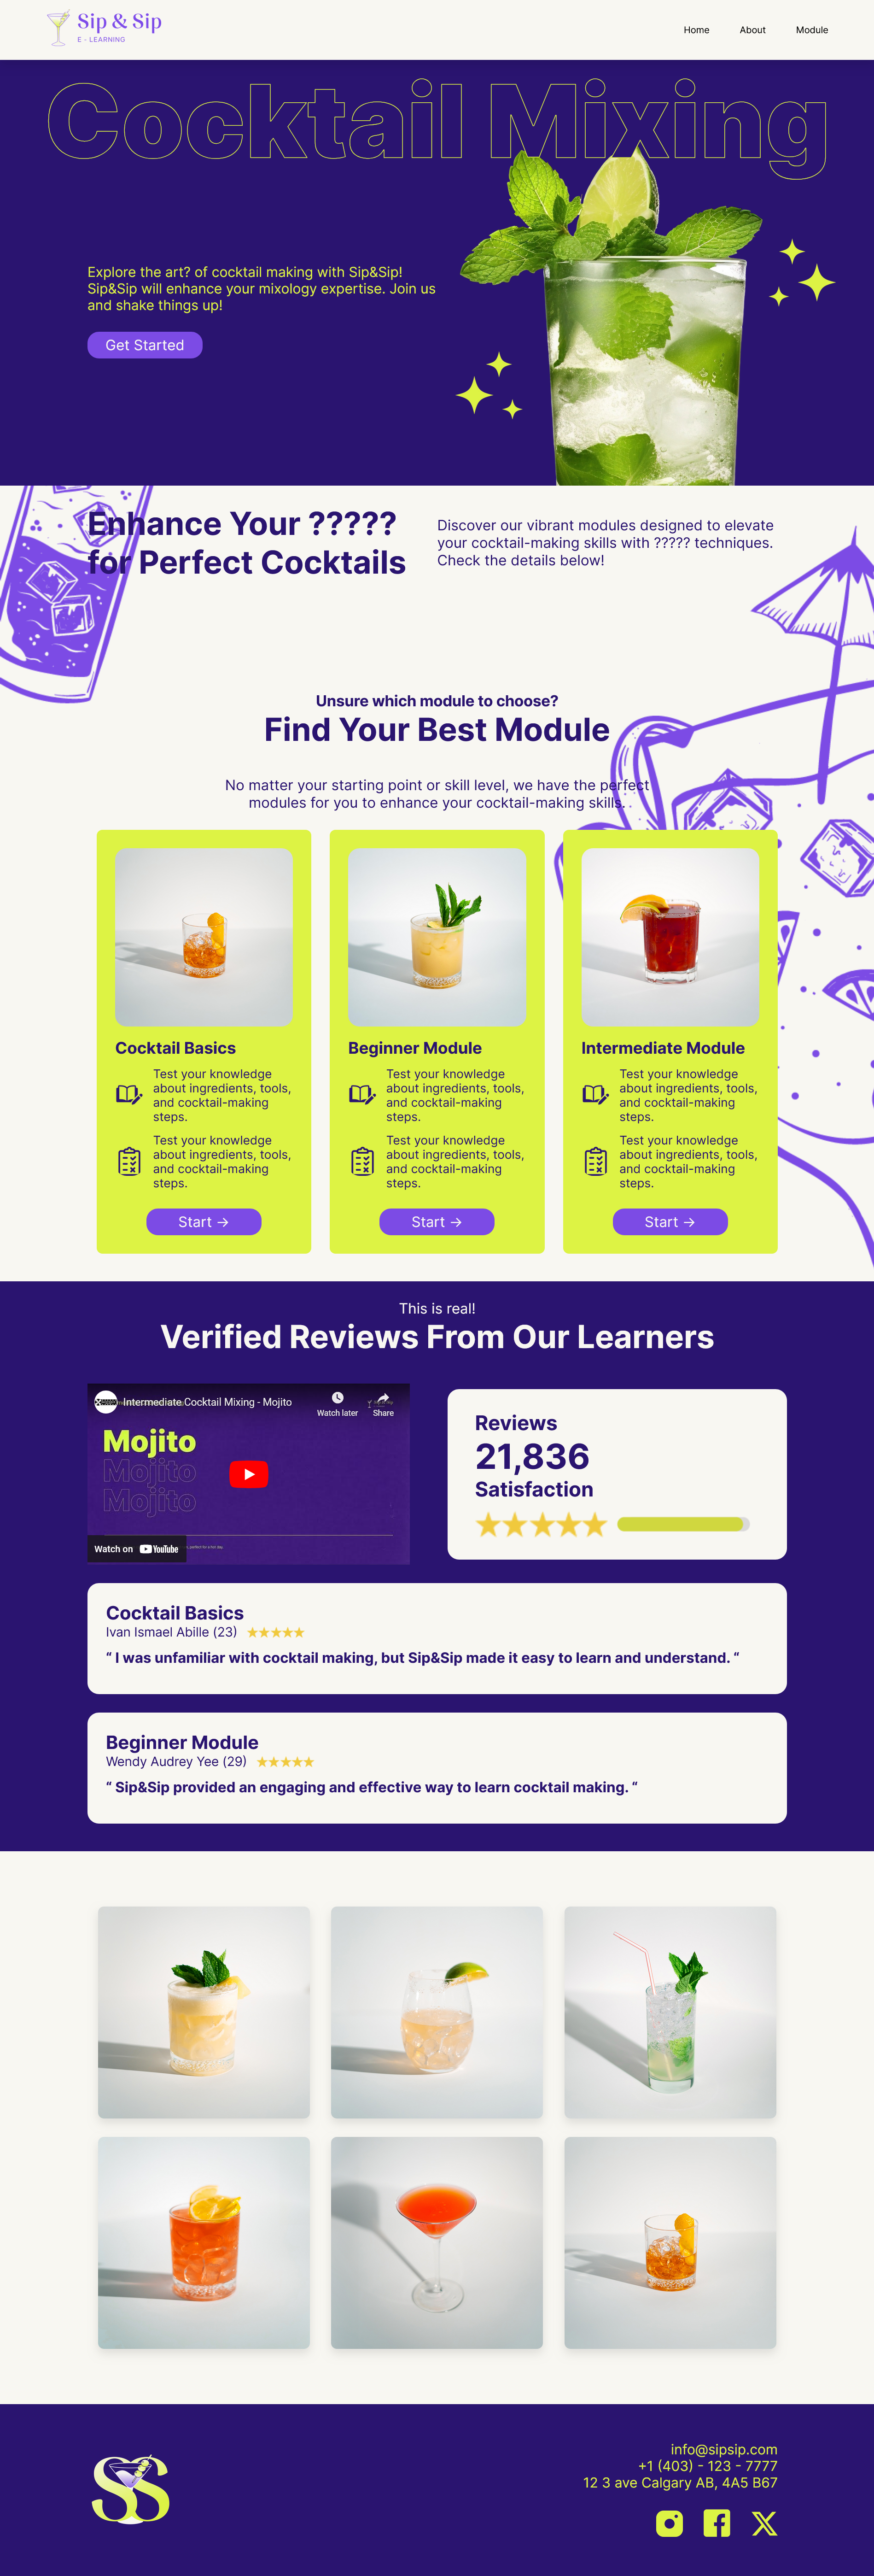 Sip & Sip
E - LEARNING
Home
About
Module
Cocktail Mixing
Explore the art? of cocktail making with Sip&Sip!
Sip&Sip will enhance your mixology expertise. Join us
and shake things up!
Get Started
Enhance Your ?????
for Perfect Cocktails
Discover our vibrant modules designed to elevate
your cocktail-making skills with ????? techniques.
Check the details below!
Unsure which module to choose?
Find Your Best Module
No matter your starting point or skill level, we have the perfect
modules for you to enhance your cocktail-making skills.
Cocktail Basics
Test your knowledge
about ingredients, tools,
and cocktail-making
steps.
Test your knowledge
about ingredients, tools,
and cocktail-making
steps.
Start →
Beginner Module
Test your knowledge
about ingredients, tools,
and cocktail-making
steps.
Test your knowledge
about ingredients, tools,
and cocktail-making
steps.
Start →
Intermediate Module
Test your knowledge
about ingredients, tools,
and cocktail-making
steps.
Test your knowledge
about ingredients, tools,
and cocktail-making
steps.
Start →
This is real!
Verified Reviews From Our Learners
Intermediate Cocktail Mixing - Mojito
Watch later
Share
Mojito
Mojito
Mojito
Watch on YouTube
perfect for a hot day.
Reviews
21,836
Satisfaction
Cocktail Basics
Ivan Ismael Abille (23)
“ I was unfamiliar with cocktail making, but Sip&Sip made it easy to learn and understand. “
Beginner Module
Wendy Audrey Yee (29)
“ Sip&Sip provided an engaging and effective way to learn cocktail making. “
SS
info@sipsip.com
+1 (403) - 123 - 7777
12 3 ave Calgary AB, 4A5 B67